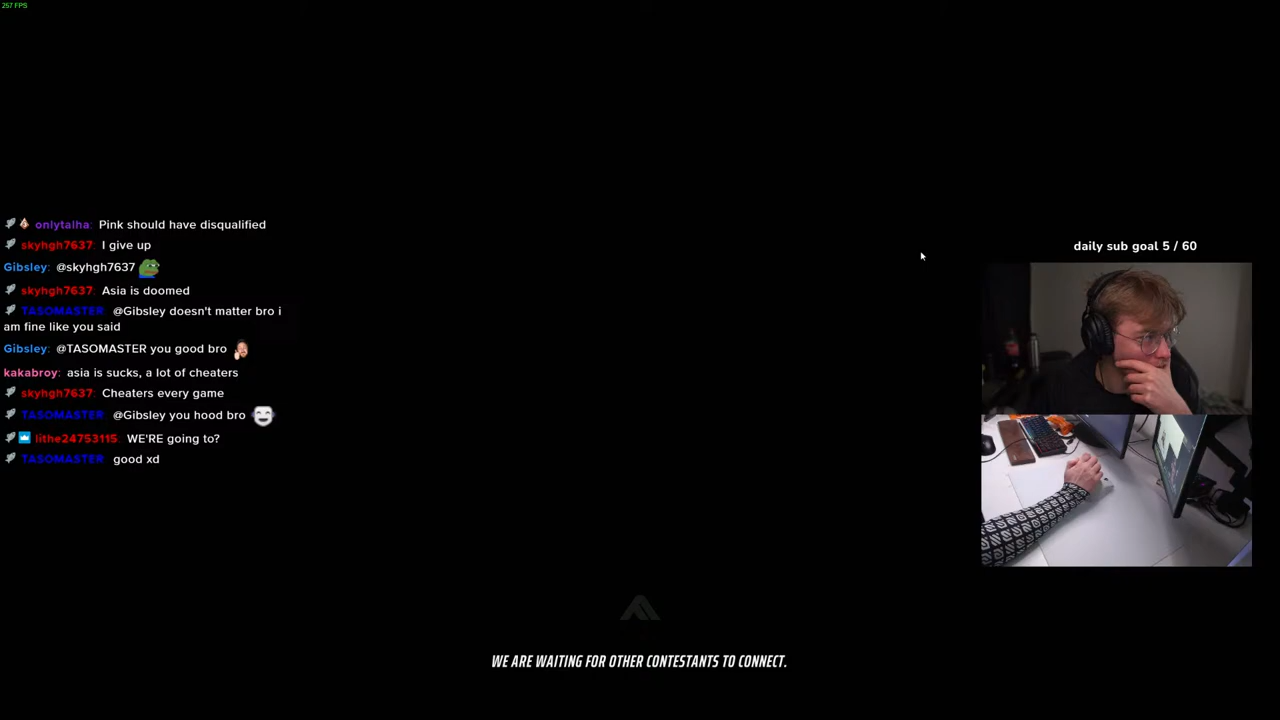 267 FPS
onlytalha: Pink should have disqualified
skyhgh7637: I give up
Gibsley: @skyhgh7637
skyhgh7637: Asia is doomed
TASOMASTER: @Gibsley doesn't matter bro i
am fine like you said
Gibsley: @TASOMASTER you good bro
kakabroy: asia is sucks, a lot of cheaters
skyhgh7637: Cheaters every game
TASOMASTER: @Gibsley you hood bro
lithe24753115: WE'RE going to?
TASOMASTER: good xd
daily sub goal 5 / 60
WE ARE WAITING FOR OTHER CONTESTANTS TO CONNECT.